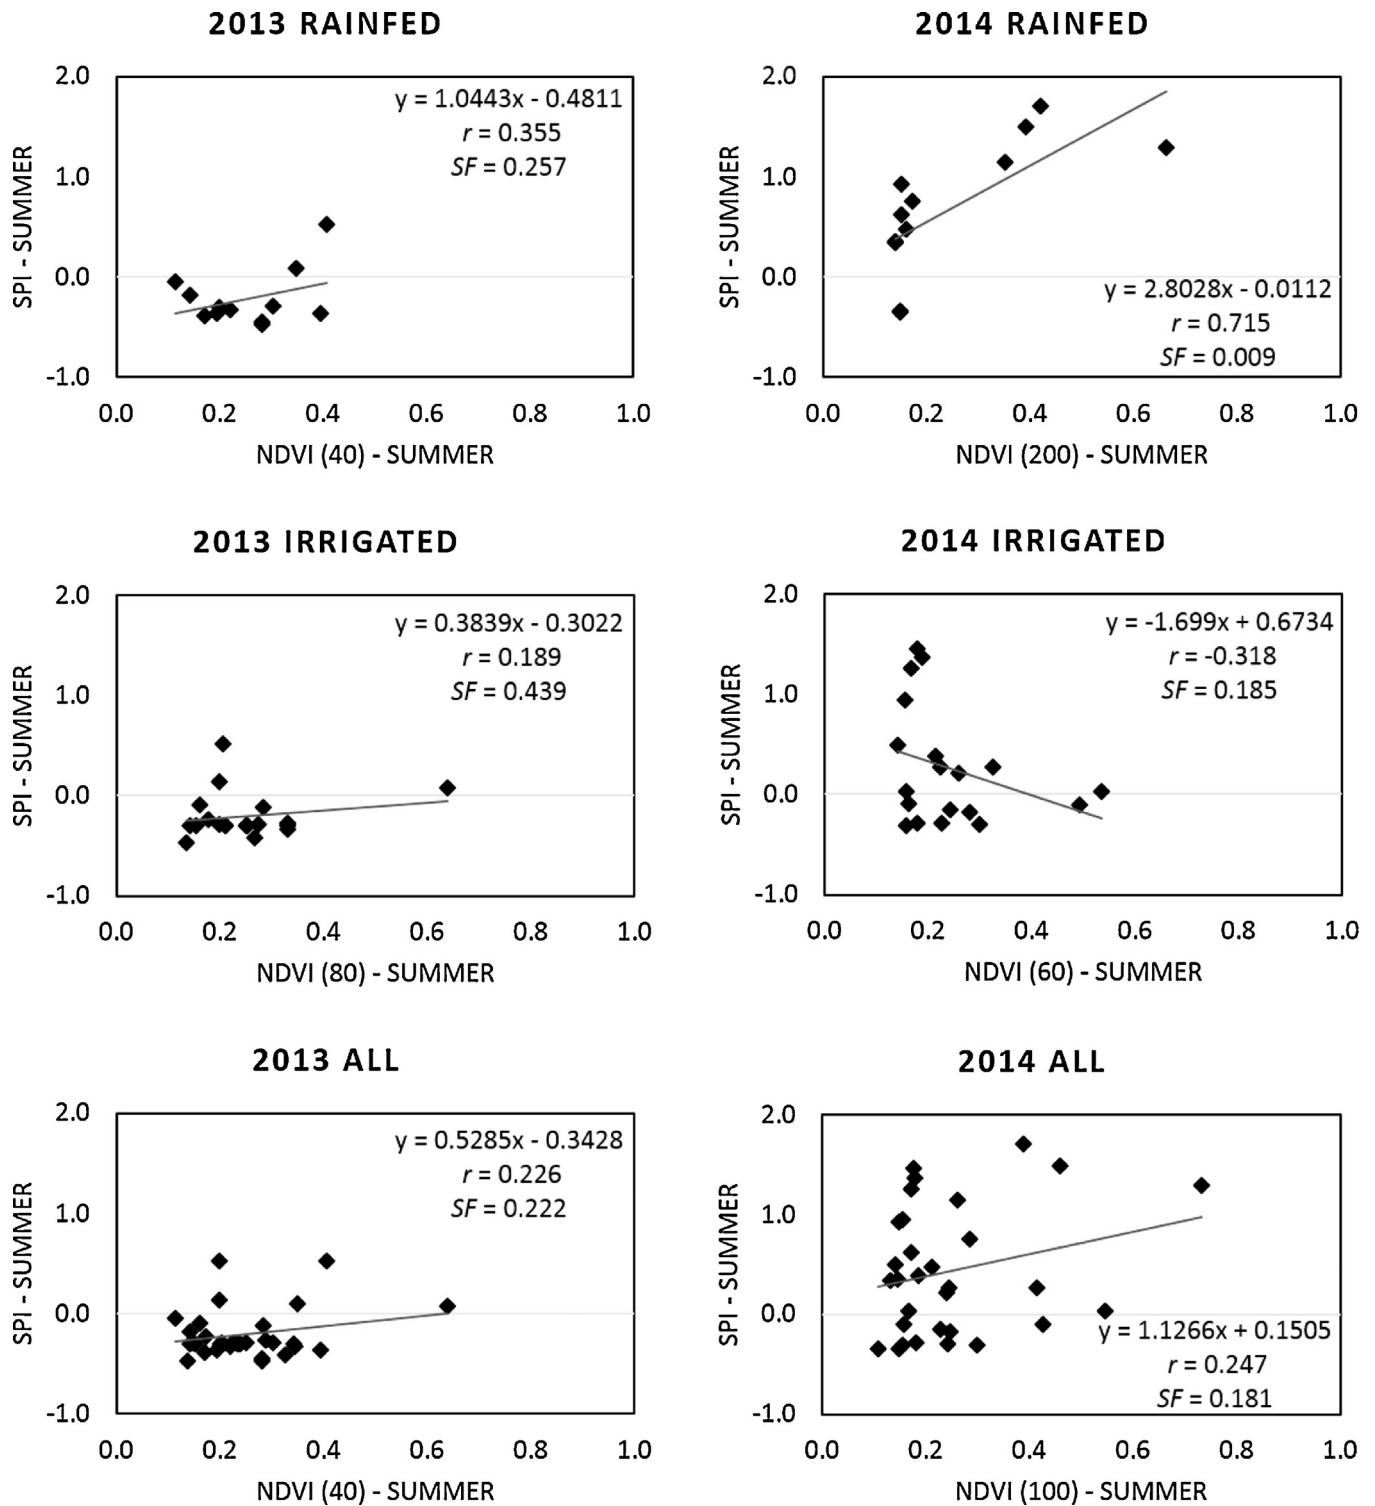 2013 RAINFED
2.0
1.0
0.0
-1.0
SPI - SUMMER
y = 1.0443x - 0.4811
r = 0.355
SF = 0.257
0.0 0.2 0.4 0.6 0.8 1.0
NDVI (40) - SUMMER
2014 RAINFED
2.0
1.0
0.0
-1.0
SPI - SUMMER
y = 2.8028x - 0.0112
r = 0.715
SF = 0.009
0.0 0.2 0.4 0.6 0.8 1.0
NDVI (200) - SUMMER
2013 IRRIGATED
2.0
1.0
0.0
-1.0
SPI - SUMMER
y = 0.3839x - 0.3022
r = 0.189
SF = 0.439
0.0 0.2 0.4 0.6 0.8 1.0
NDVI (80) - SUMMER
2014 IRRIGATED
2.0
1.0
0.0
-1.0
SPI - SUMMER
y = -1.699x + 0.6734
r = -0.318
SF = 0.185
0.0 0.2 0.4 0.6 0.8 1.0
NDVI (60) - SUMMER
2013 ALL
2.0
1.0
0.0
-1.0
SPI - SUMMER
y = 0.5285x - 0.3428
r = 0.226
SF = 0.222
0.0 0.2 0.4 0.6 0.8 1.0
NDVI (40) - SUMMER
2014 ALL
2.0
1.0
0.0
-1.0
SPI - SUMMER
y = 1.1266x + 0.1505
r = 0.247
SF = 0.181
0.0 0.2 0.4 0.6 0.8 1.0
NDVI (100) - SUMMER